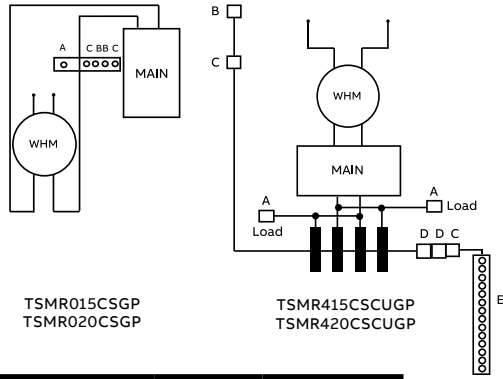 A
C BB C
MAIN
WHM
TSMR015CSGP
TSMR020CSGP
B
C
WHM
MAIN
A
Load
A
Load
D D C
E
TSMR415CSCUGP
TSMR420CSCUGP